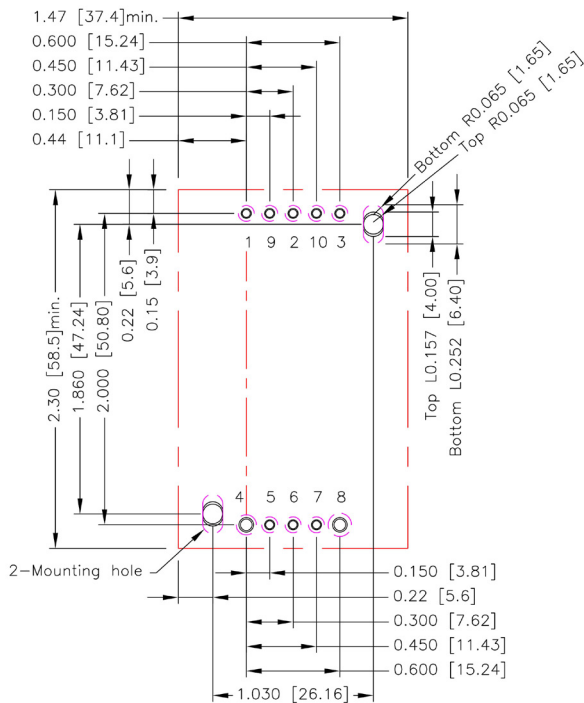 1.47 [37.4]min.
0.600 [15.24]
0.450 [11.43]
0.300 [7.62]
0.150 [3.81]
0.44 [11.1]
Bottom R0.065 [1.65]
Top R0.065 [1.65]
1 9 2 10 3
2.30 [58.5]min.
1.860 [47.24]
2.000 [50.80]
0.22 [5.6]
0.15 [3.9]
Top L0.157 [4.00]
Bottom L0.252 [6.40]
4 5 6 7 8
2-Mounting hole
0.150 [3.81]
0.22 [5.6]
0.300 [7.62]
0.450 [11.43]
0.600 [15.24]
1.030 [26.16]